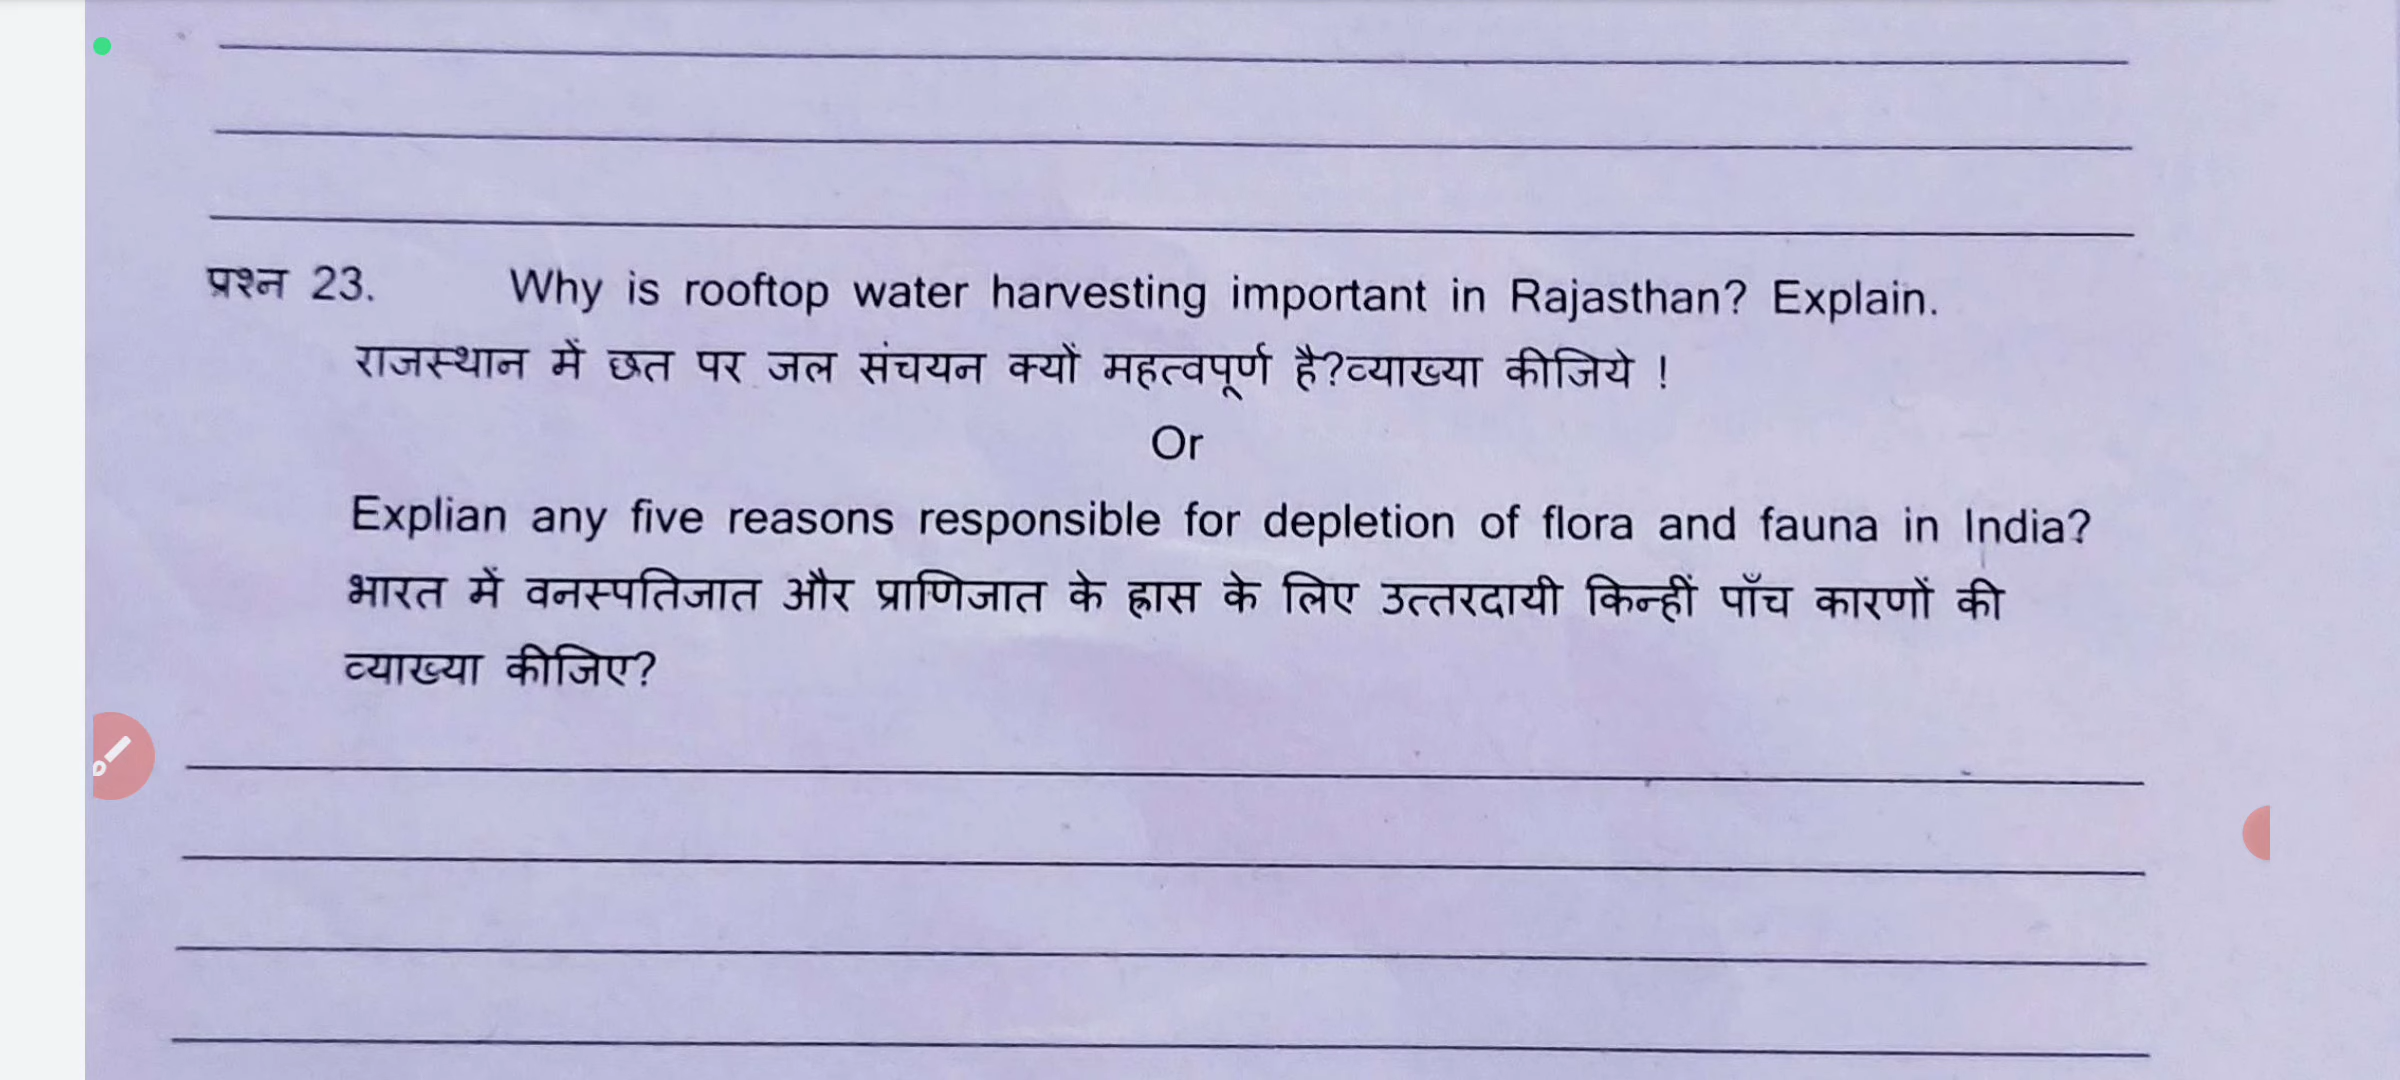 प्रश्न 23. Why is rooftop water harvesting important in Rajasthan? Explain.
राजस्थान में छत पर जल संचयन क्यों महत्वपूर्ण है?व्याख्या कीजिये !
Or
Explian any five reasons responsible for depletion of flora and fauna in India?
भारत में वनस्पतिजात और प्राणिजात के ह्रास के लिए उत्तरदायी किन्हीं पाँच कारणों की
व्याख्या कीजिए?